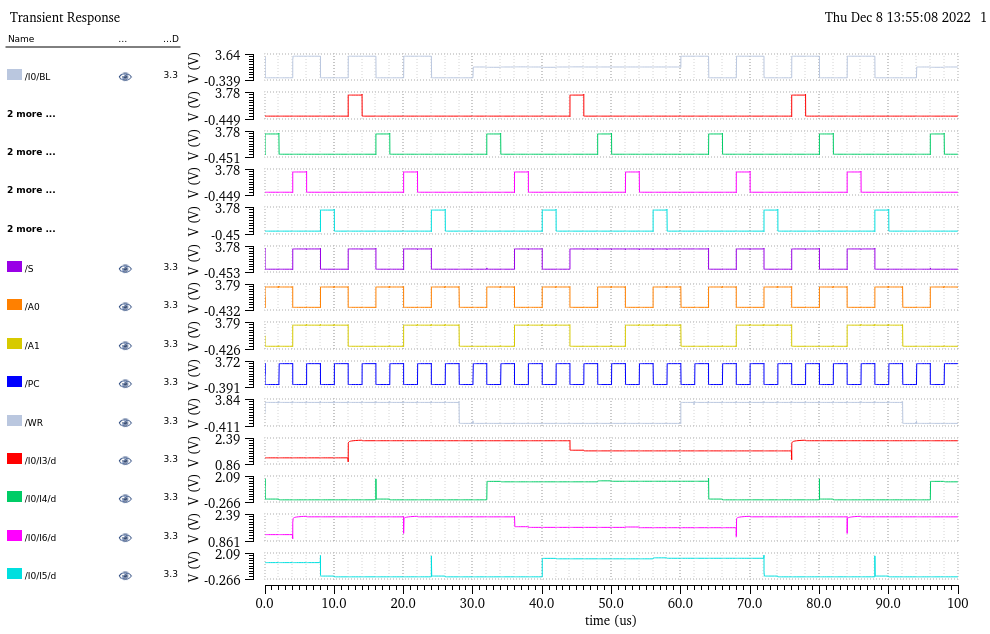 Transient Response
Thu Dec 8 13:55:08 2022 1
Name ... ...D
/I0/BL 3.3 V (V) 3.64 -0.339
2 more ... V (V) 3.78 -0.449
2 more ... V (V) 3.78 -0.451
2 more ... V (V) 3.78 -0.449
2 more ... V (V) 3.78 -0.45
/S 3.3 V (V) 3.78 -0.453
/A0 3.3 V (V) 3.79 -0.432
/A1 3.3 V (V) 3.79 -0.426
/PC 3.3 V (V) 3.72 -0.391
/WR 3.3 V (V) 3.84 -0.411
/I0/I3/d 3.3 V (V) 2.39 0.86
/I0/I4/d 3.3 V (V) 2.09 -0.266
/I0/I6/d 3.3 V (V) 2.39 0.861
/I0/I5/d 3.3 V (V) 2.09 -0.266
0.0 10.0 20.0 30.0 40.0 50.0 60.0 70.0 80.0 90.0 100
time (us)